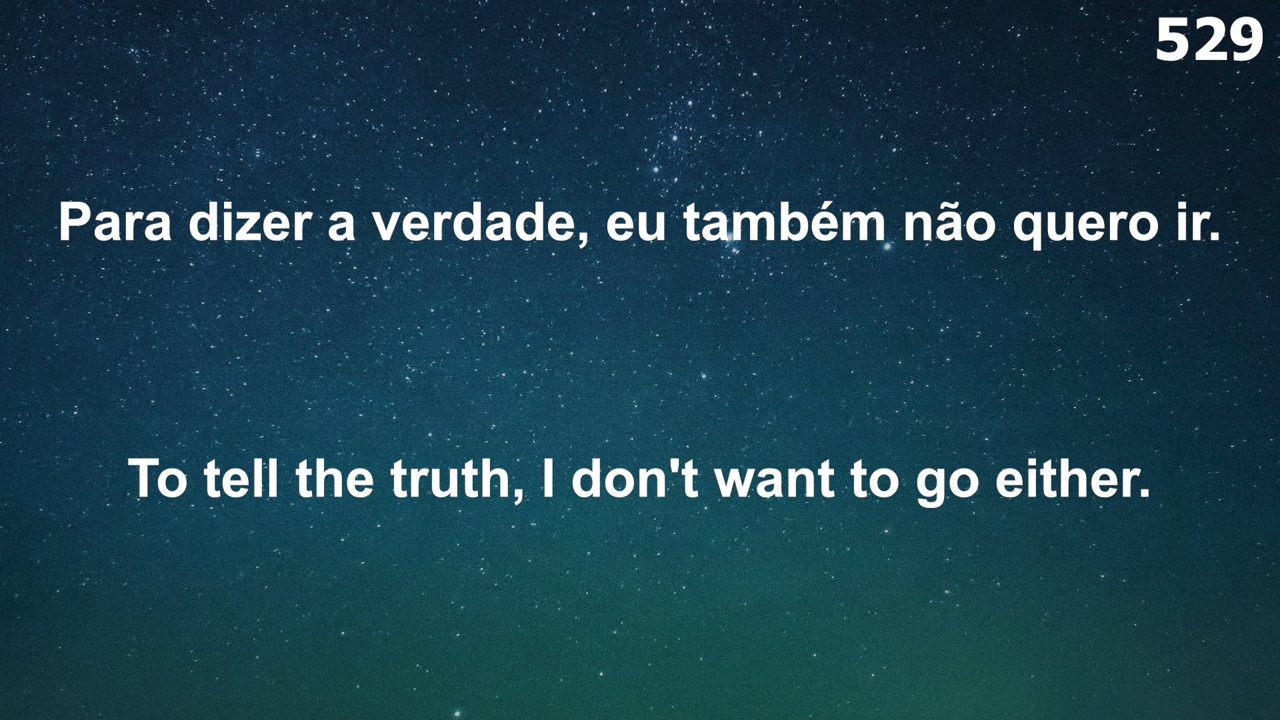 529
Para dizer a verdade, eu também não quero ir.
To tell the truth, I don't want to go either.